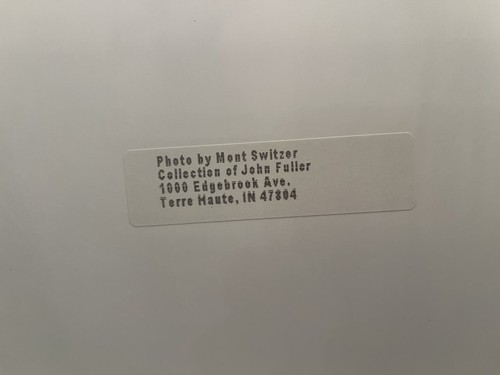 Photo by Mont Switzer
Collection of John Fuller
1000 Edgebrook Ave.
Terre Haute, IN 47804